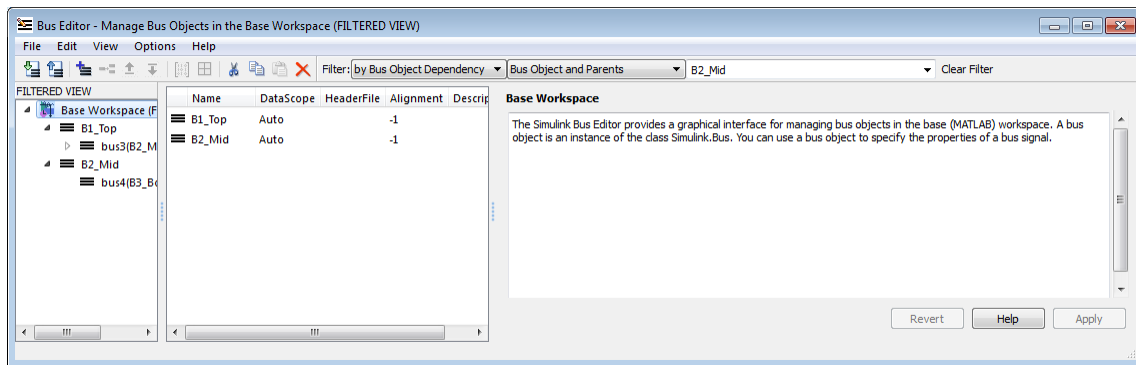 Bus Editor - Manage Bus Objects in the Base Workspace (FILTERED VIEW)
File Edit View Options Help
Filter: by Bus Object Dependency Bus Object and Parents B2_Mid Clear Filter
FILTERED VIEW
Base Workspace (F
B1_Top
bus3(B2_M
B2_Mid
bus4(B3_Bo
Name DataScope HeaderFile Alignment Descrip
B1_Top Auto -1
B2_Mid Auto -1
Base Workspace
The Simulink Bus Editor provides a graphical interface for managing bus objects in the base (MATLAB) workspace. A bus
object is an instance of the class Simulink.Bus. You can use a bus object to specify the properties of a bus signal.
Revert Help Apply